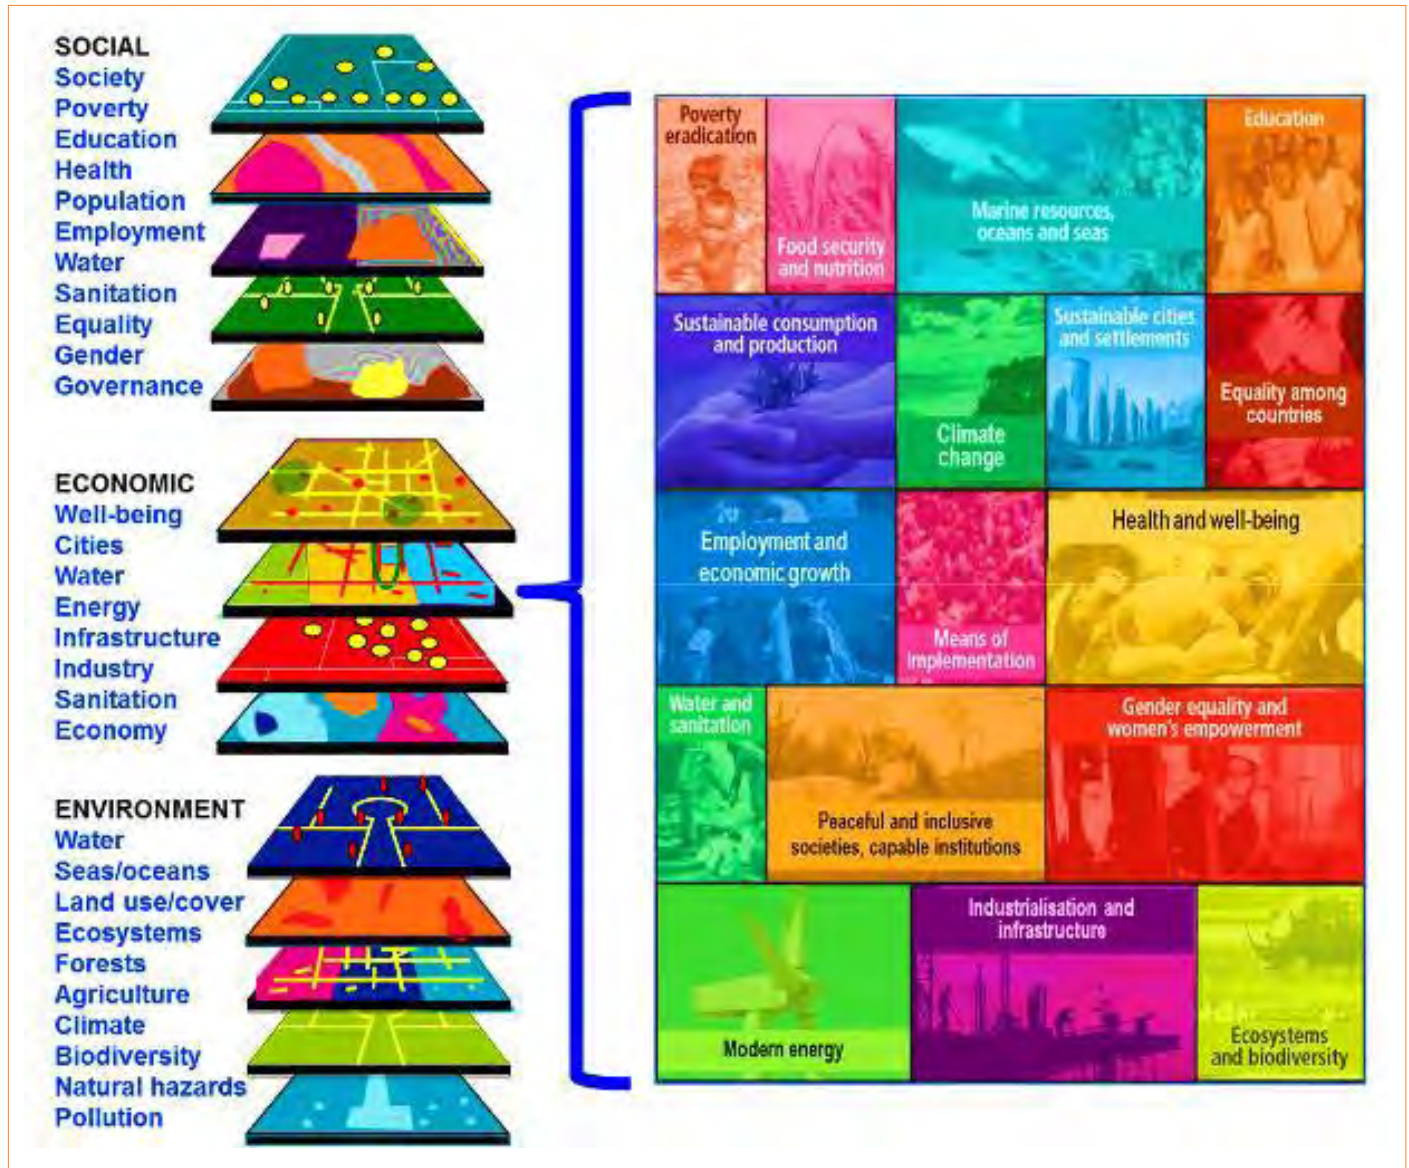 SOCIAL
Society
Poverty
Education
Health
Population
Employment
Water
Sanitation
Equality
Gender
Governance
ECONOMIC
Well-being
Cities
Water
Energy
Infrastructure
Industry
Sanitation
Economy
ENVIRONMENT
Water
Seas/oceans
Land use/cover
Ecosystems
Forests
Agriculture
Climate
Biodiversity
Natural hazards
Pollution
Poverty
eradication
Food security
and nutrition
Marine resources,
oceans and seas
Education
Sustainable consumption
and production
Climate
change
Sustainable cities
and settlements
Equality among
countries
Employment and
economic growth
Means of
implementation
Health and well-being
Water and
sanitation
Peaceful and inclusive
societies, capable institutions
Gender equality and
women's empowerment
Modern energy
Industrialisation and
infrastructure
Ecosystems
and biodiversity